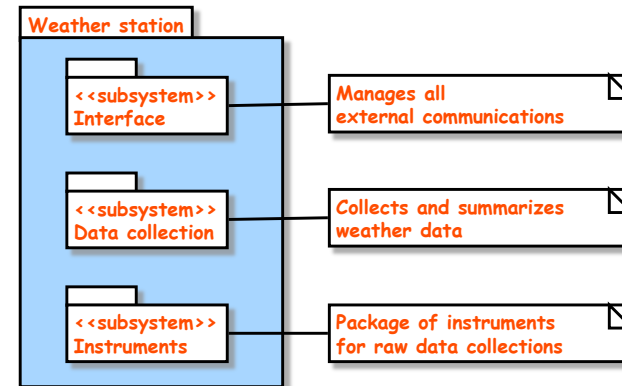 Weather station
<<subsystem>>
Interface
Manages all
external communications
<<subsystem>>
Data collection
Collects and summarizes
weather data
<<subsystem>>
Instruments
Package of instruments
for raw data collections